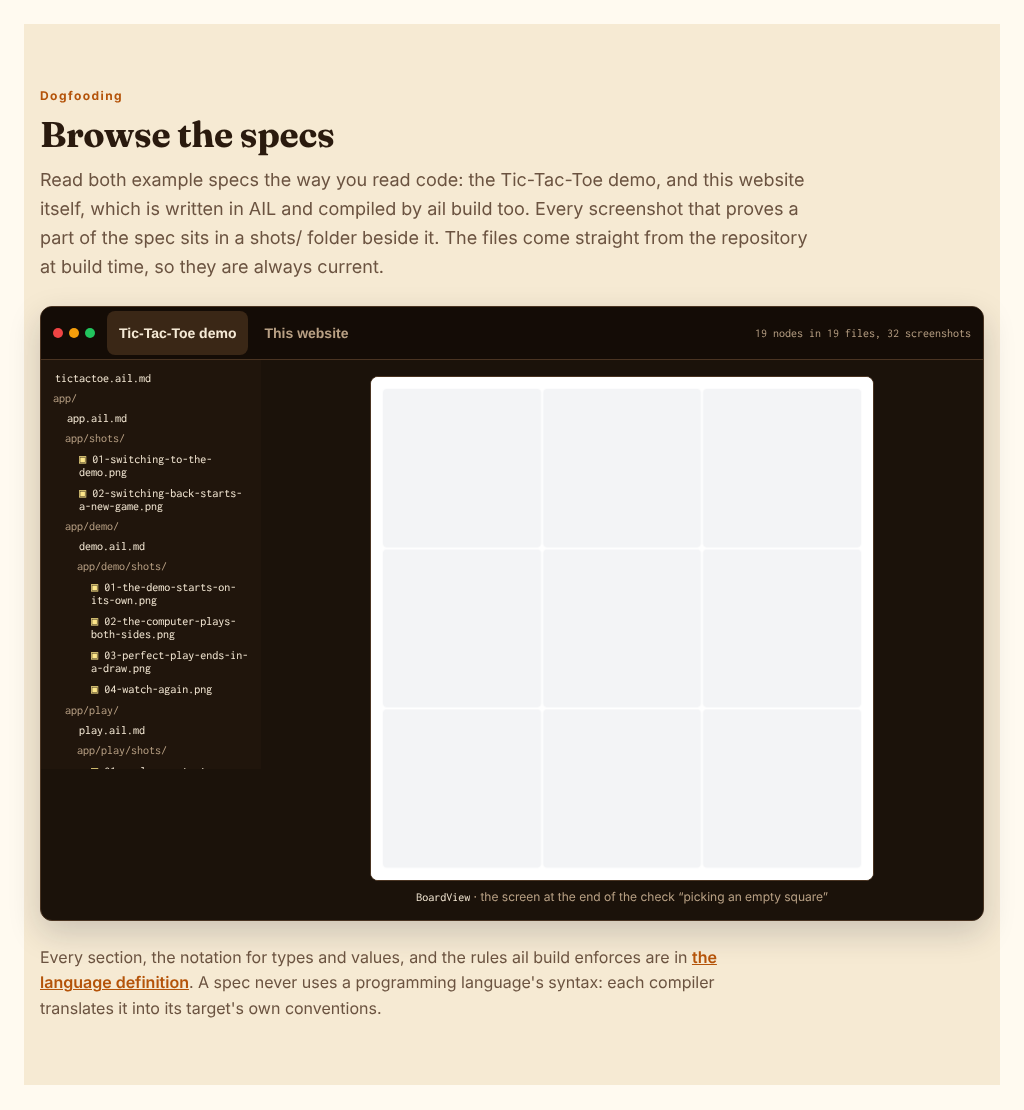 Dogfooding
Browse the specs
Read both example specs the way you read code: the Tic-Tac-Toe demo, and this website
itself, which is written in AIL and compiled by ail build too. Every screenshot that proves a
part of the spec sits in a shots/ folder beside it. The files come straight from the repository
at build time, so they are always current.
Tic-Tac-Toe demo
This website
19 nodes in 19 files, 32 screenshots
tictactoe.ail.md
app/
app.ail.md
app/shots/
01-switching-to-the-
demo.png
02-switching-back-starts-
a-new-game.png
app/demo/
demo.ail.md
app/demo/shots/
01-the-demo-starts-on-
its-own.png
02-the-computer-plays-
both-sides.png
03-perfect-play-ends-in-
a-draw.png
04-watch-again.png
app/play/
play.ail.md
app/play/shots/
BoardView · the screen at the end of the check “picking an empty square”
Every section, the notation for types and values, and the rules ail build enforces are in the
language definition. A spec never uses a programming language's syntax: each compiler
translates it into its target's own conventions.